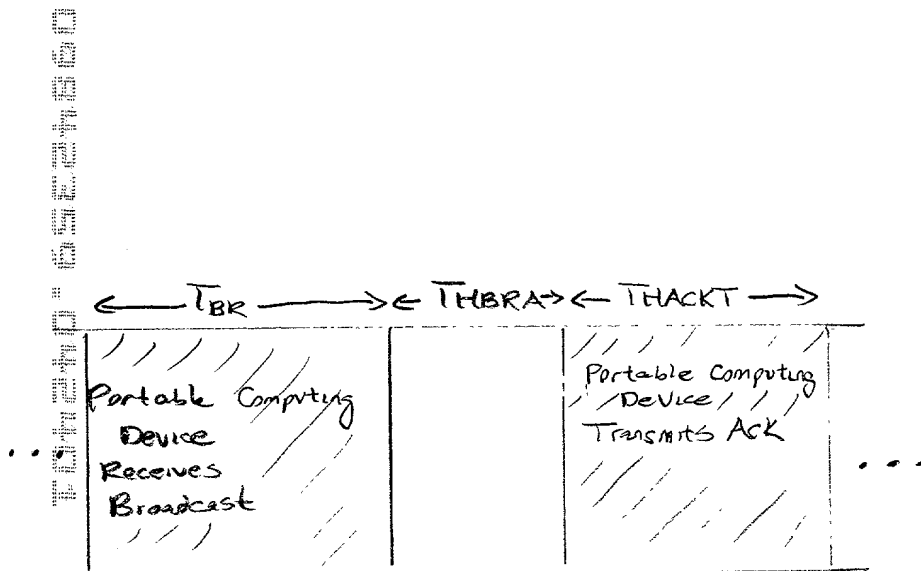 TBR THBRA THACKT
Portable Computing
Device
Receives
Broadcast
Portable Computing
Device
Transmits Ack